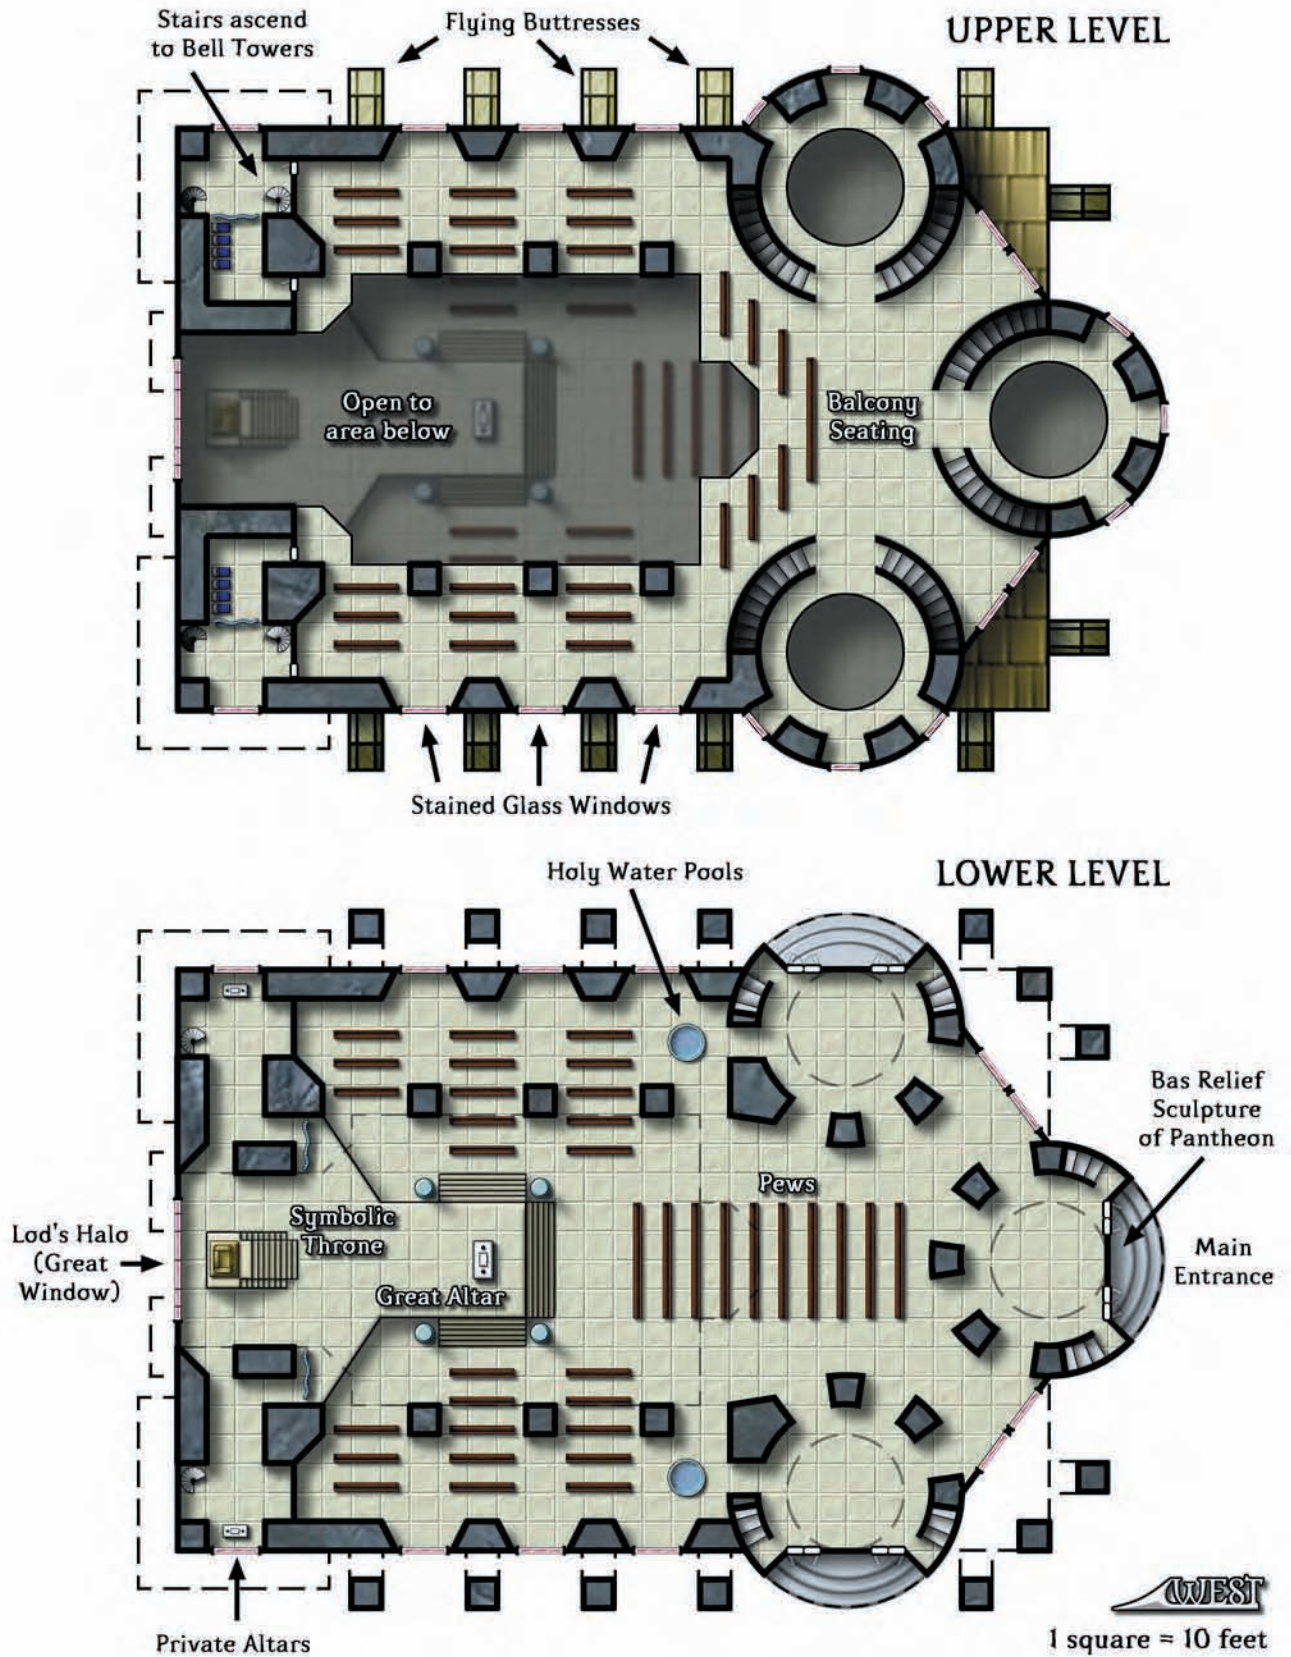 Stairs ascend
to Bell Towers
Flying Buttresses
UPPER LEVEL
Open to
area below
Balcony
Seating
Stained Glass Windows
Holy Water Pools
LOWER LEVEL
Bas Relief
Sculpture
of Pantheon
Pews
Symbolic
Throne
Lod's Halo
(Great
Window)
Main
Entrance
Great Altar
Private Altars
WEST
1 square = 10 feet